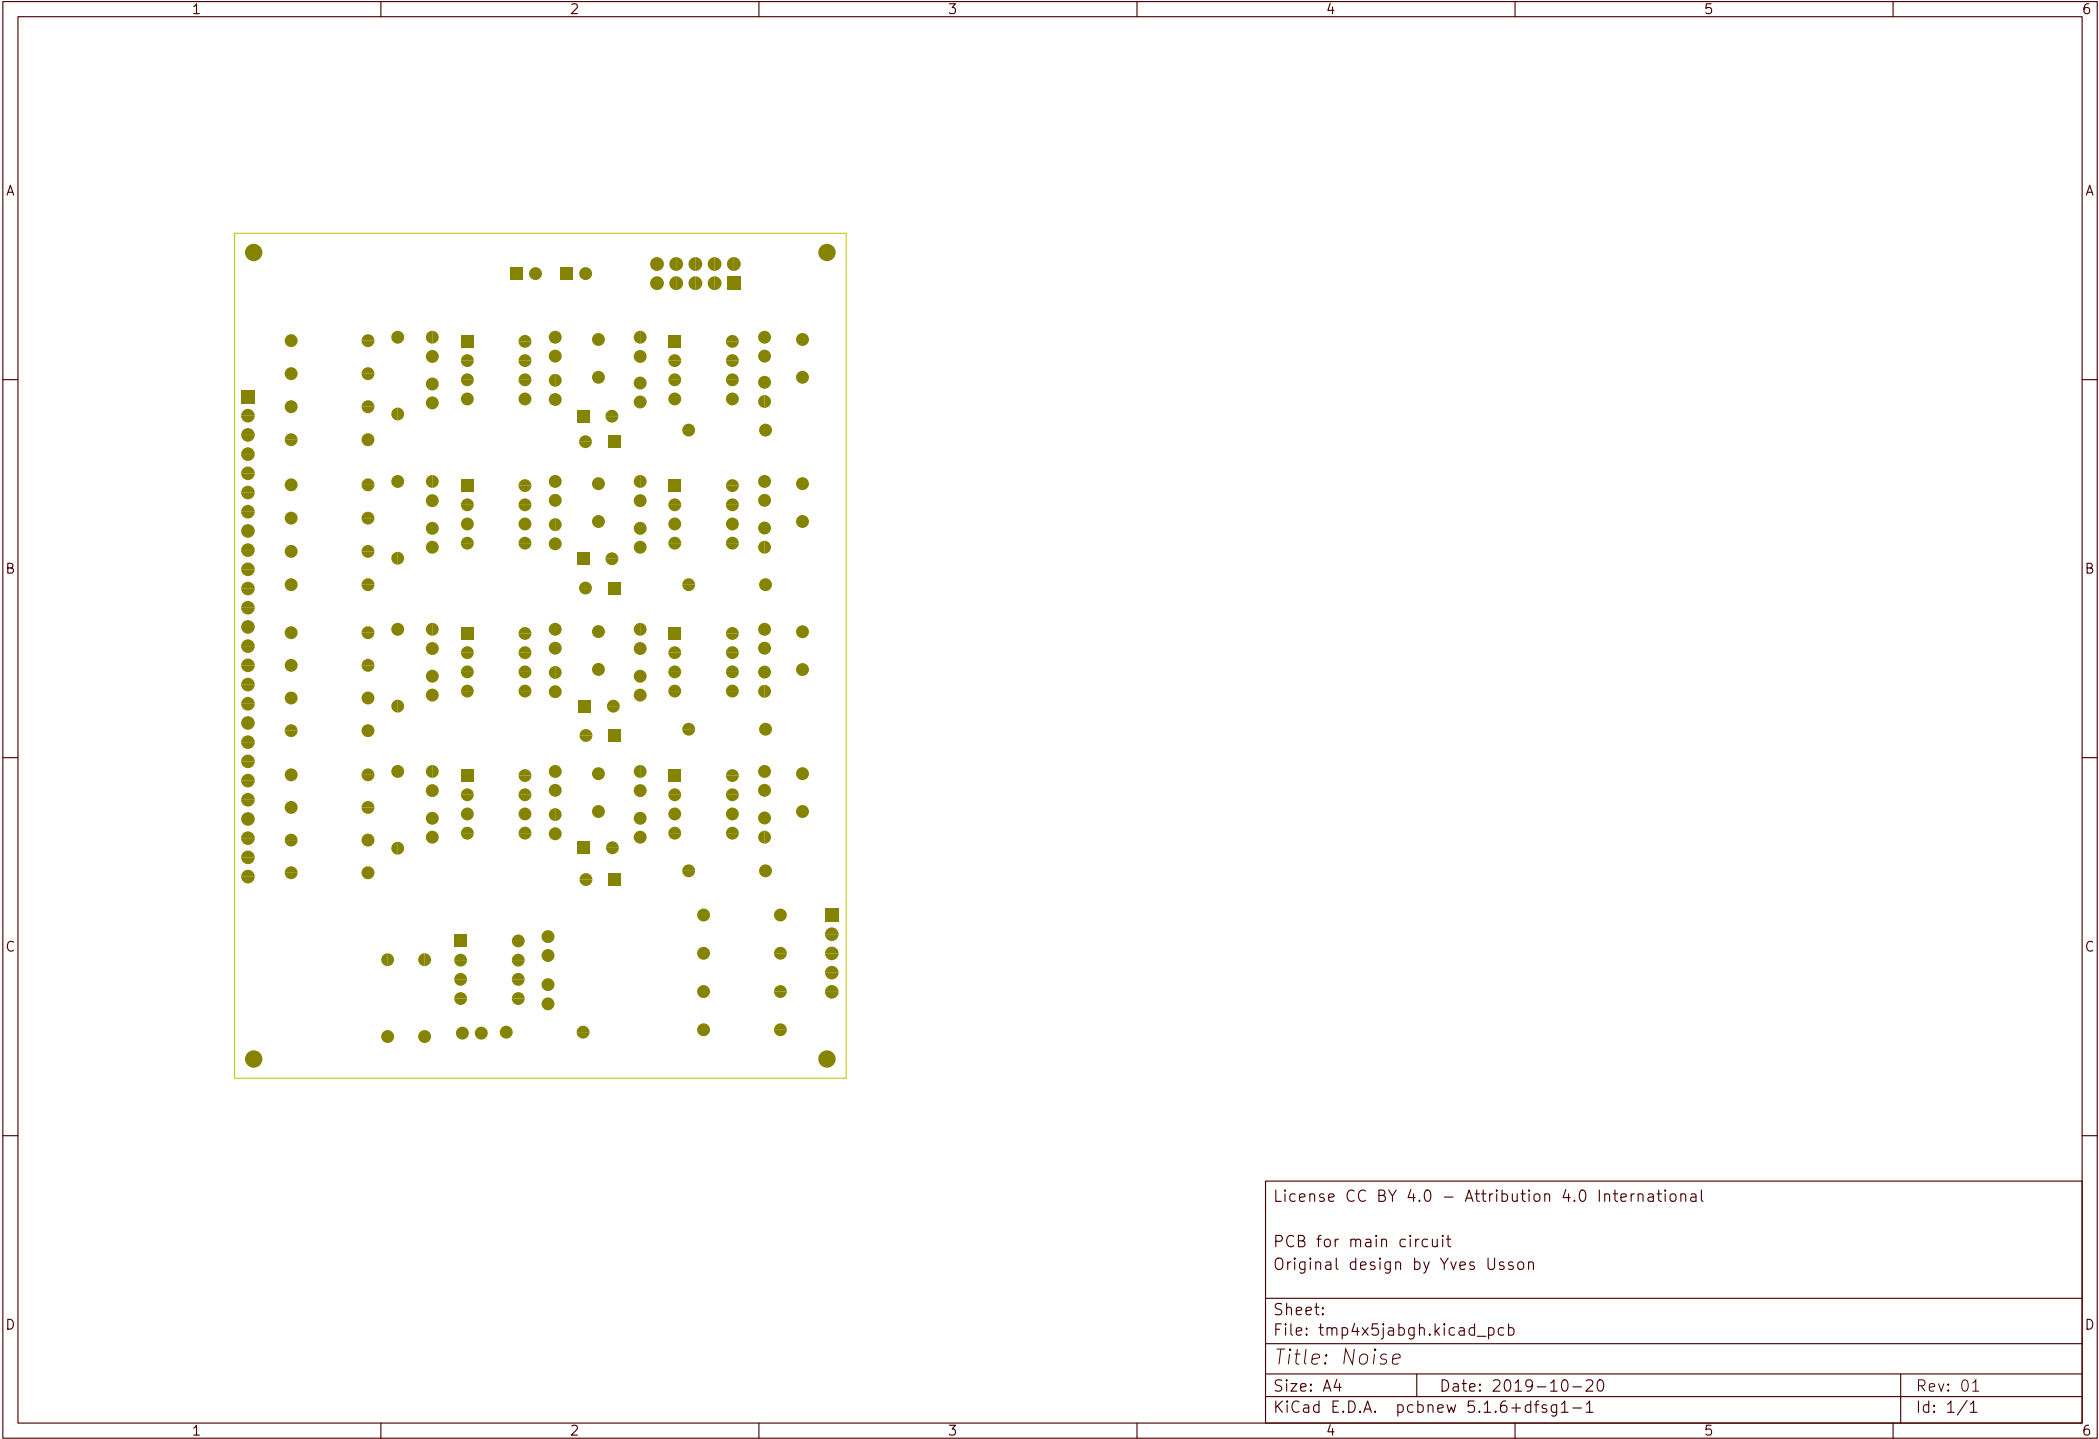 1 2 3 4 5 6
A A
B B
C C
D D
License CC BY 4.0 – Attribution 4.0 International
PCB for main circuit
Original design by Yves Usson
Sheet:
File: tmp4x5jabgh.kicad_pcb
Title: Noise
Size: A4 Date: 2019-10-20 Rev: 01
KiCad E.D.A. pcbnew 5.1.6+dfsg1-1 Id: 1/1
1 2 3 4 5 6